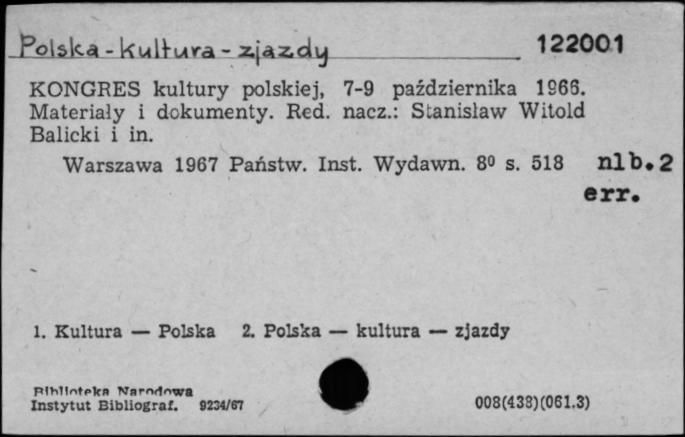 Polska - kultura - zjazdy 122001
KONGRES kultury polskiej, 7-9 października 1966.
Materiały i dokumenty. Red. nacz.: Stanisław Witold
Balicki i in.
Warszawa 1967 Państw. Inst. Wydawn. 8⁰ s. 518 nlb.2
err.
1. Kultura — Polska 2. Polska — kultura — zjazdy
Biblioteka Narodowa
Instytut Bibliograf. 9234/67 008(438)(061.3)